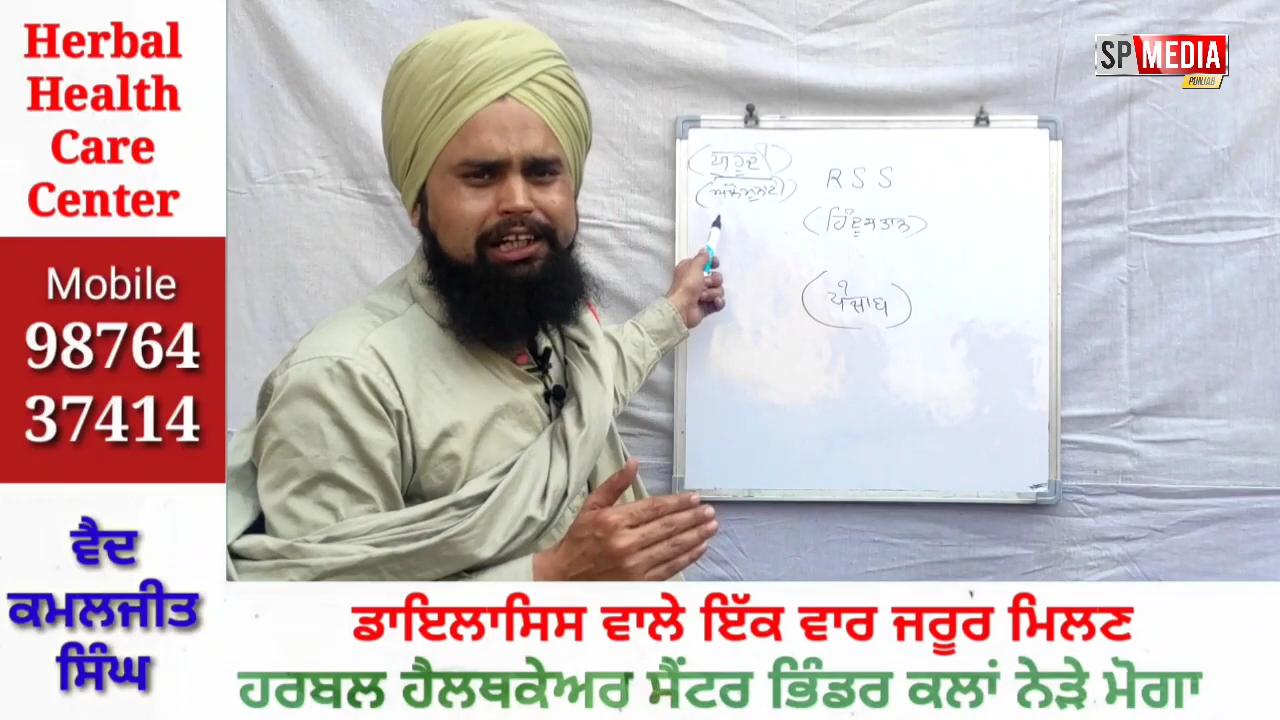 Herbal
Health
Care
Center
Mobile
98764
37414
ਵੈਦ
ਕਮਲਜੀਤ
ਸਿੰਘ
SP MEDIA
PUNJAB
(ਯਹੂਦੀ)
R S S
(ਹਿੰਦੂਸਤਾਨ)
(ਪੰਜਾਬ)
ਡਾਇਲਾਸਿਸ ਵਾਲੇ ਇੱਕ ਵਾਰ ਜਰੂਰ ਮਿਲਣ
ਹਰਬਲ ਹੈਲਥਕੇਅਰ ਸੈਂਟਰ ਭਿੰਡਰ ਕਲਾਂ ਨੇੜੇ ਮੋਗਾ